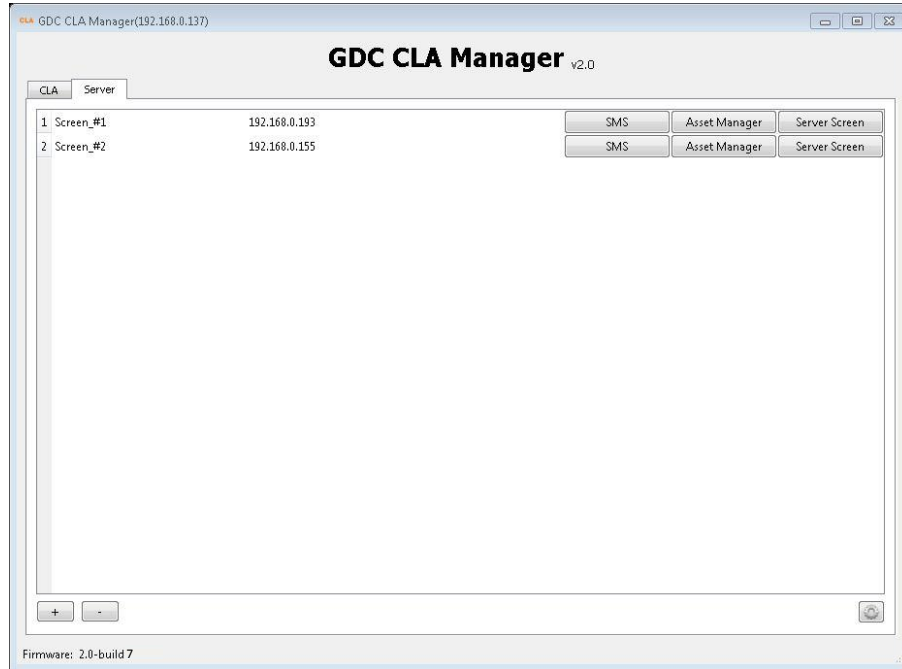 CLA GDC CLA Manager(192.168.0.137)
GDC CLA Manager v2.0
CLA Server
1 Screen_#1 192.168.0.193 SMS Asset Manager Server Screen
2 Screen_#2 192.168.0.155 SMS Asset Manager Server Screen
+ -
Firmware: 2.0-build 7